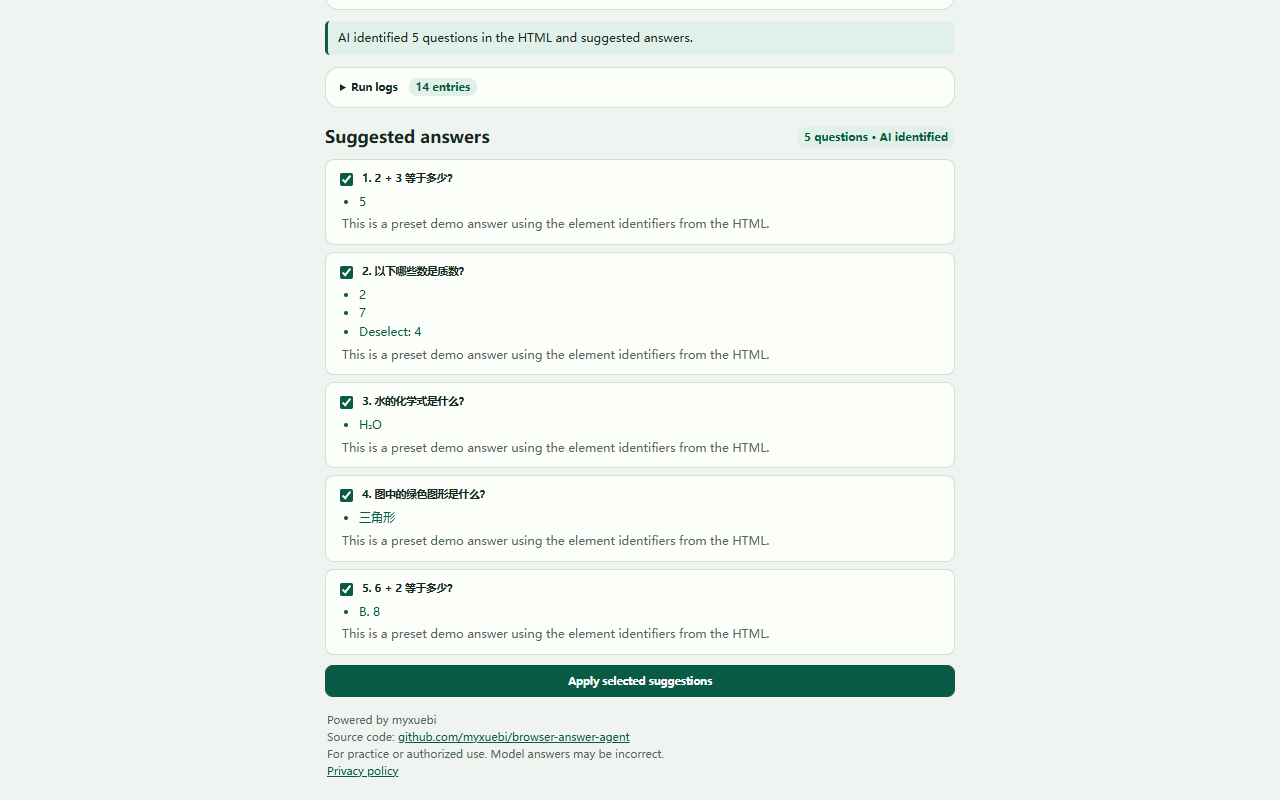 AI identified 5 questions in the HTML and suggested answers.
Run logs 14 entries
Suggested answers
5 questions • AI identified
1. 2 + 3 等于多少?
5
This is a preset demo answer using the element identifiers from the HTML.
2. 以下哪些数是质数?
2
7
Deselect: 4
This is a preset demo answer using the element identifiers from the HTML.
3. 水的化学式是什么?
H₂O
This is a preset demo answer using the element identifiers from the HTML.
4. 图中的绿色图形是什么?
三角形
This is a preset demo answer using the element identifiers from the HTML.
5. 6 + 2 等于多少?
B. 8
This is a preset demo answer using the element identifiers from the HTML.
Apply selected suggestions
Powered by myxuebi
Source code: github.com/myxuebi/browser-answer-agent
For practice or authorized use. Model answers may be incorrect.
Privacy policy